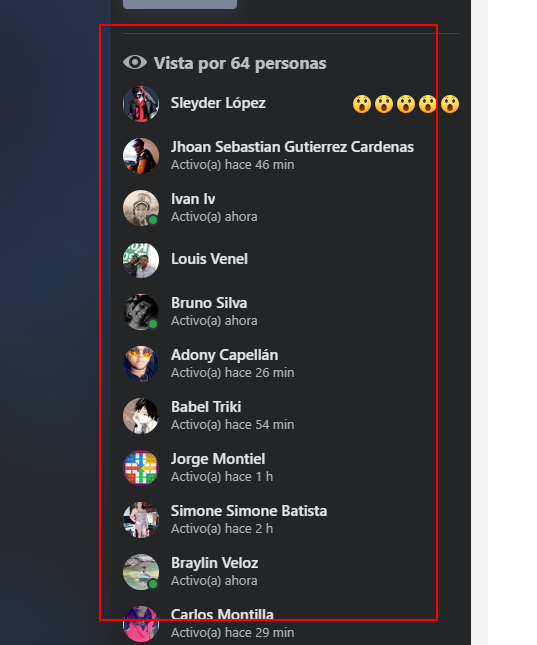 Vista por 64 personas
Sleyder López
Jhoan Sebastian Gutierrez Cardenas
Activo(a) hace 46 min
Ivan Iv
Activo(a) ahora
Louis Venel
Bruno Silva
Activo(a) ahora
Adony Capellán
Activo(a) hace 26 min
Babel Triki
Activo(a) hace 54 min
Jorge Montiel
Activo(a) hace 1 h
Simone Simone Batista
Activo(a) hace 2 h
Braylin Veloz
Activo(a) ahora
Carlos Montilla
Activo(a) hace 29 min